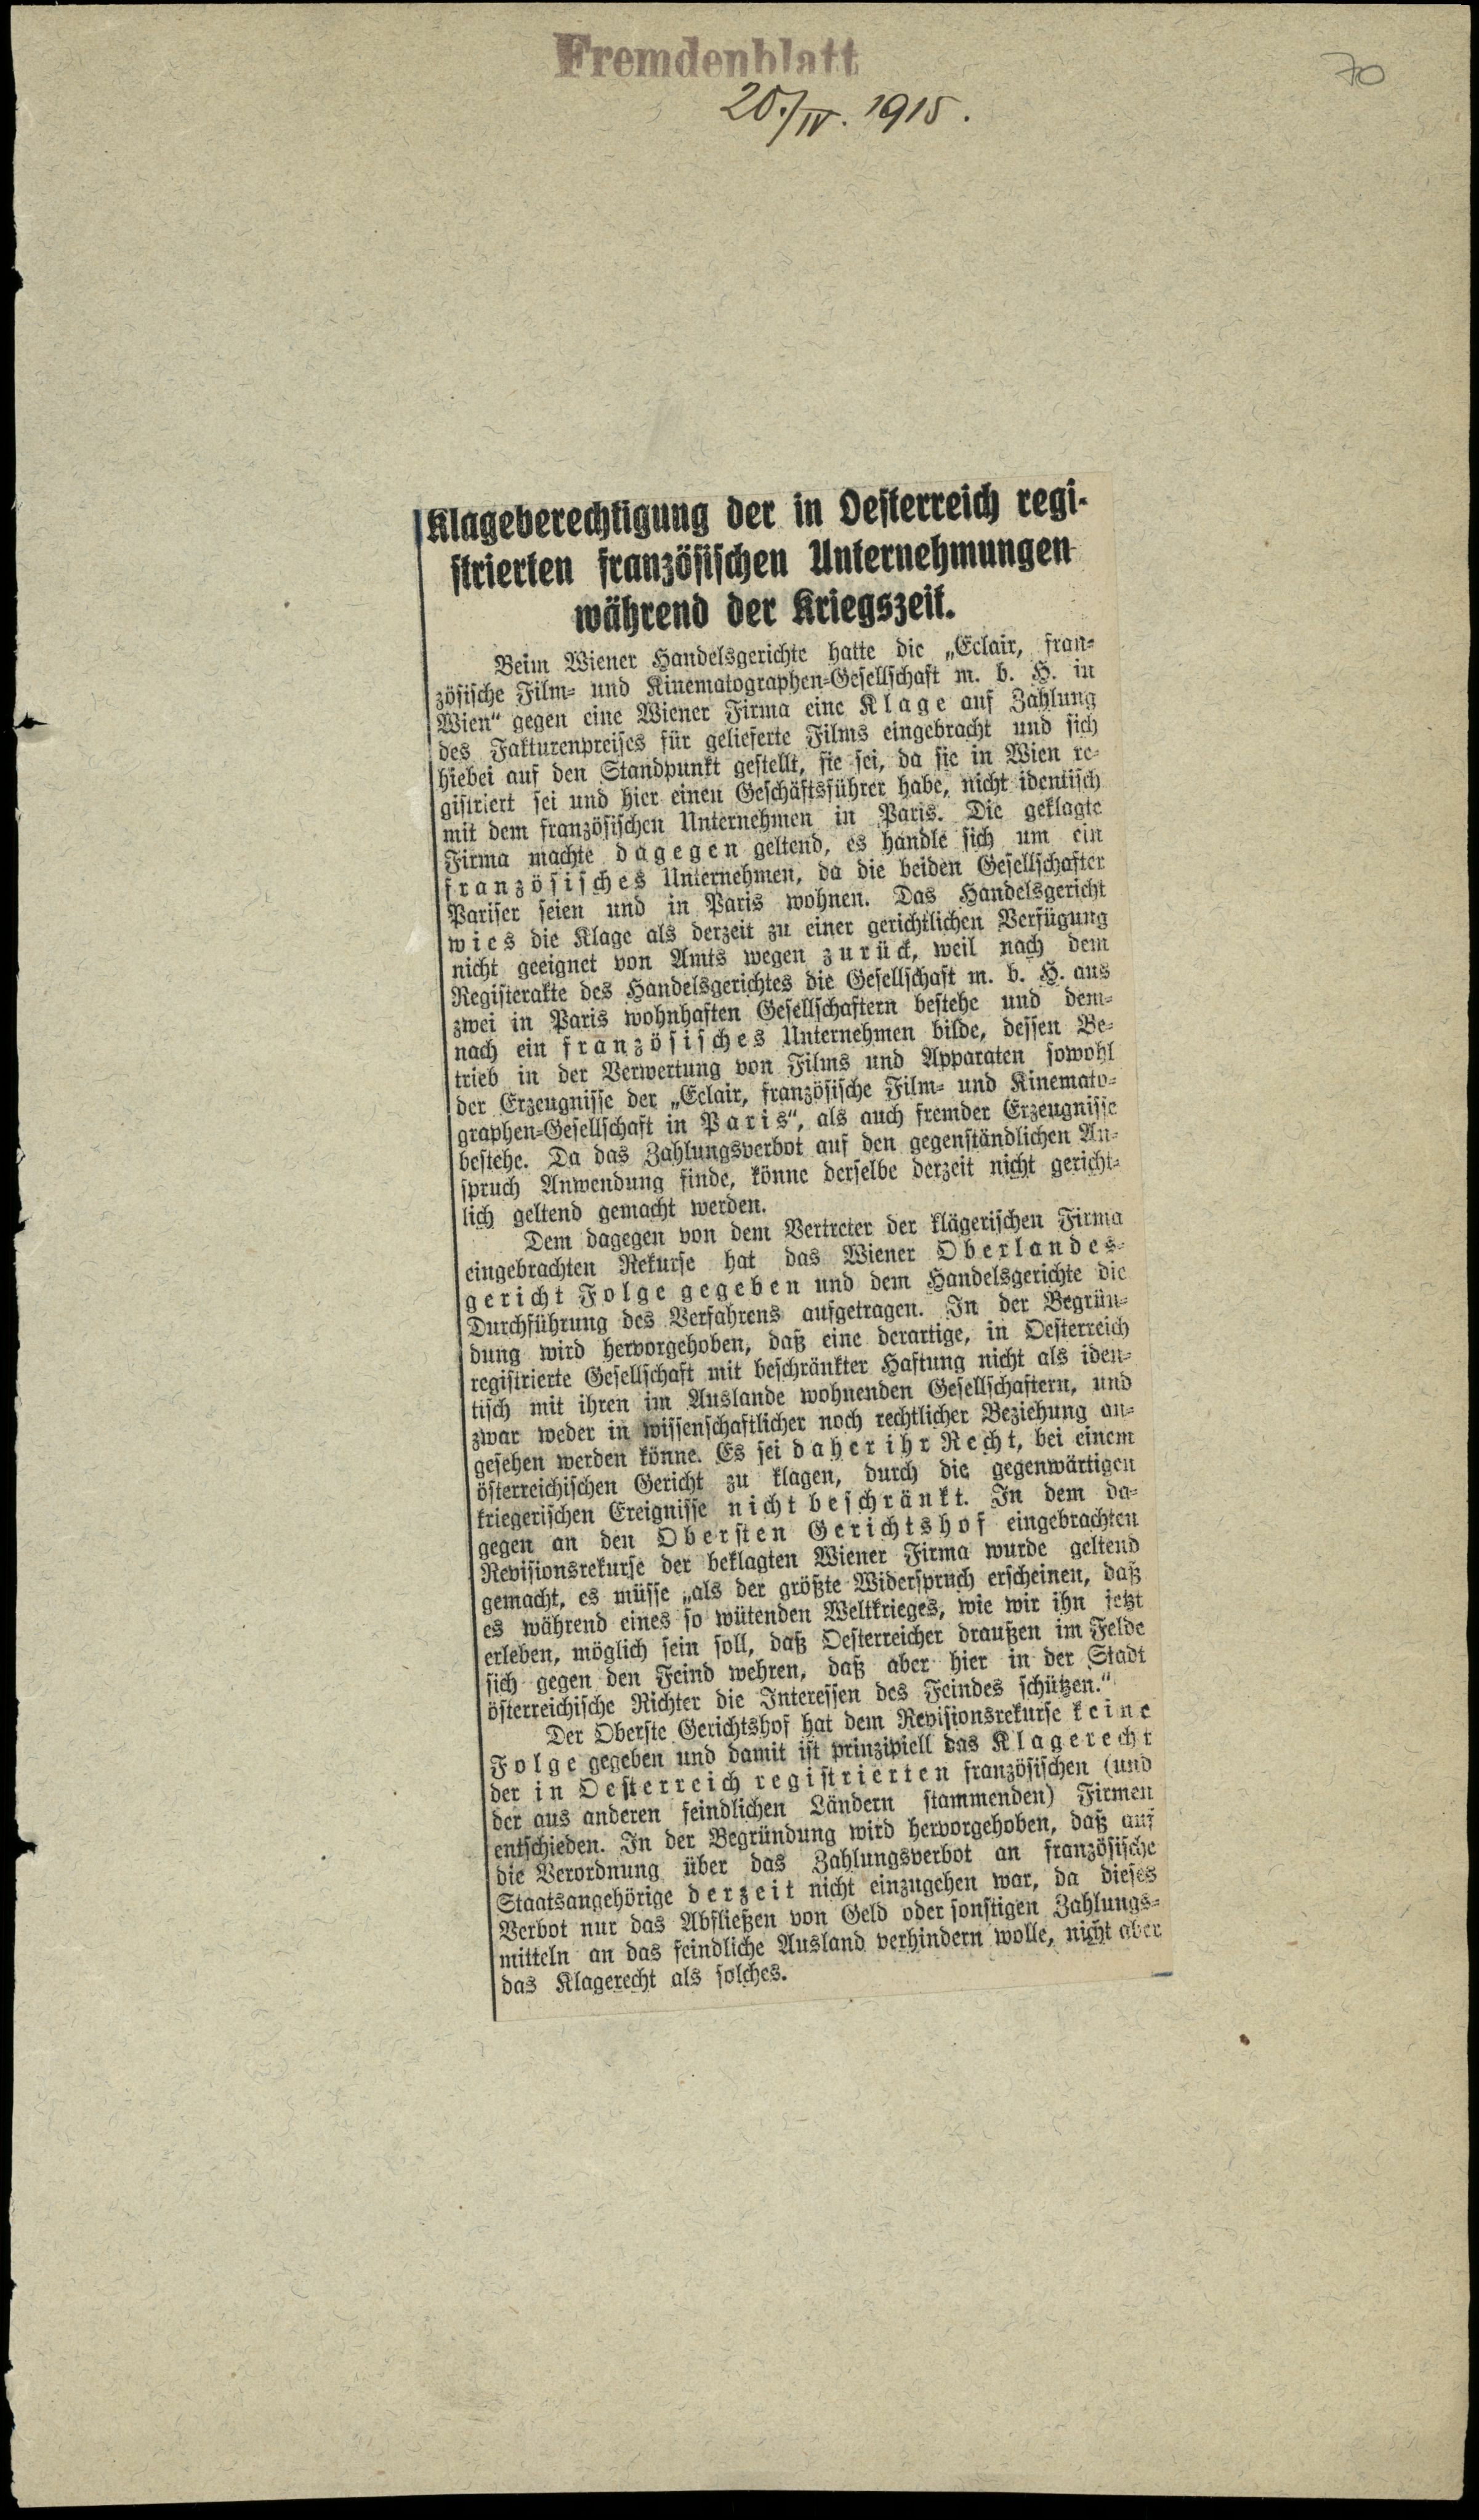 Fremdenblatt
70
20./IV. 1915.
Klageberechtigung der in Oesterreich regi-
strierten französischen Unternehmungen
während der Kriegszeit.
Beim Wiener Handelsgerichte hatte die „Eclair, fran-
zösische Film- und Kinematographen-Gesellschaft m. b. H. in
Wien“ gegen eine Wiener Firma eine Klage auf Zahlung
des Fakturenpreises für gelieferte Films eingebracht und sich
hiebei auf den Standpunkt gestellt, sie sei, da sie in Wien re-
gistriert sei und hier einen Geschäftsführer habe, nicht identisch
mit dem französischen Unternehmen in Paris. Die geklagte
Firma machte dagegen geltend, es handle sich um ein
französisches Unternehmen, da die beiden Gesellschafter
Pariser seien und in Paris wohnen. Das Handelsgericht
wies die Klage als derzeit zu einer gerichtlichen Verfügung
nicht geeignet von Amts wegen zurück, weil nach dem
Registerakte des Handelsgerichtes die Gesellschaft m. b. H. aus
zwei in Paris wohnhaften Gesellschaftern bestehe und dem-
nach ein französisches Unternehmen bilde, dessen Be-
trieb in der Verwertung von Films und Apparaten sowohl
der Erzeugnisse der „Eclair, französische Film- und Kinemato-
graphen-Gesellschaft in Paris“, als auch fremder Erzeugnisse
bestehe. Da das Zahlungsverbot auf den gegenständlichen An-
spruch Anwendung finde, könne derselbe derzeit nicht gericht-
lich geltend gemacht werden.
Dem dagegen von dem Vertreter der klägerischen Firma
eingebrachten Rekurse hat das Wiener Oberlandes-
gericht Folge gegeben und dem Handelsgerichte die
Durchführung des Verfahrens aufgetragen. In der Begrün-
dung wird hervorgehoben, daß eine derartige, in Oesterreich
registrierte Gesellschaft mit beschränkter Haftung nicht als iden-
tisch mit ihren im Auslande wohnenden Gesellschaftern, und
zwar weder in wissenschaftlicher noch rechtlicher Beziehung an-
gesehen werden könne. Es sei daher ihr Recht, bei einem
österreichischen Gericht zu klagen, durch die gegenwärtigen
kriegerischen Ereignisse nicht beschränkt. In dem da-
gegen an den Obersten Gerichtshof eingebrachten
Revisionsrekurse der beklagten Wiener Firma wurde geltend
gemacht, es müsse „als der größte Widerspruch erscheinen, daß
es während eines so wütenden Weltkrieges, wie wir ihn jetzt
erleben, möglich sein soll, daß Oesterreicher draußen im Felde
sich gegen den Feind wehren, daß aber hier in der Stadt
österreichische Richter die Interessen des Feindes schützen.“
Der Oberste Gerichtshof hat dem Revisionsrekurse keine
Folge gegeben und damit ist prinzipiell das Klagerecht
der in Oesterreich registrierten französischen (und
der aus anderen feindlichen Ländern stammenden) Firmen
entschieden. In der Begründung wird hervorgehoben, daß auf
die Verordnung über das Zahlungsverbot an französische
Staatsangehörige derzeit nicht einzugehen war, da dieses
Verbot nur das Abfließen von Geld oder sonstigen Zahlungs-
mitteln an das feindliche Ausland verhindern wolle, nicht aber
das Klagerecht als solches.